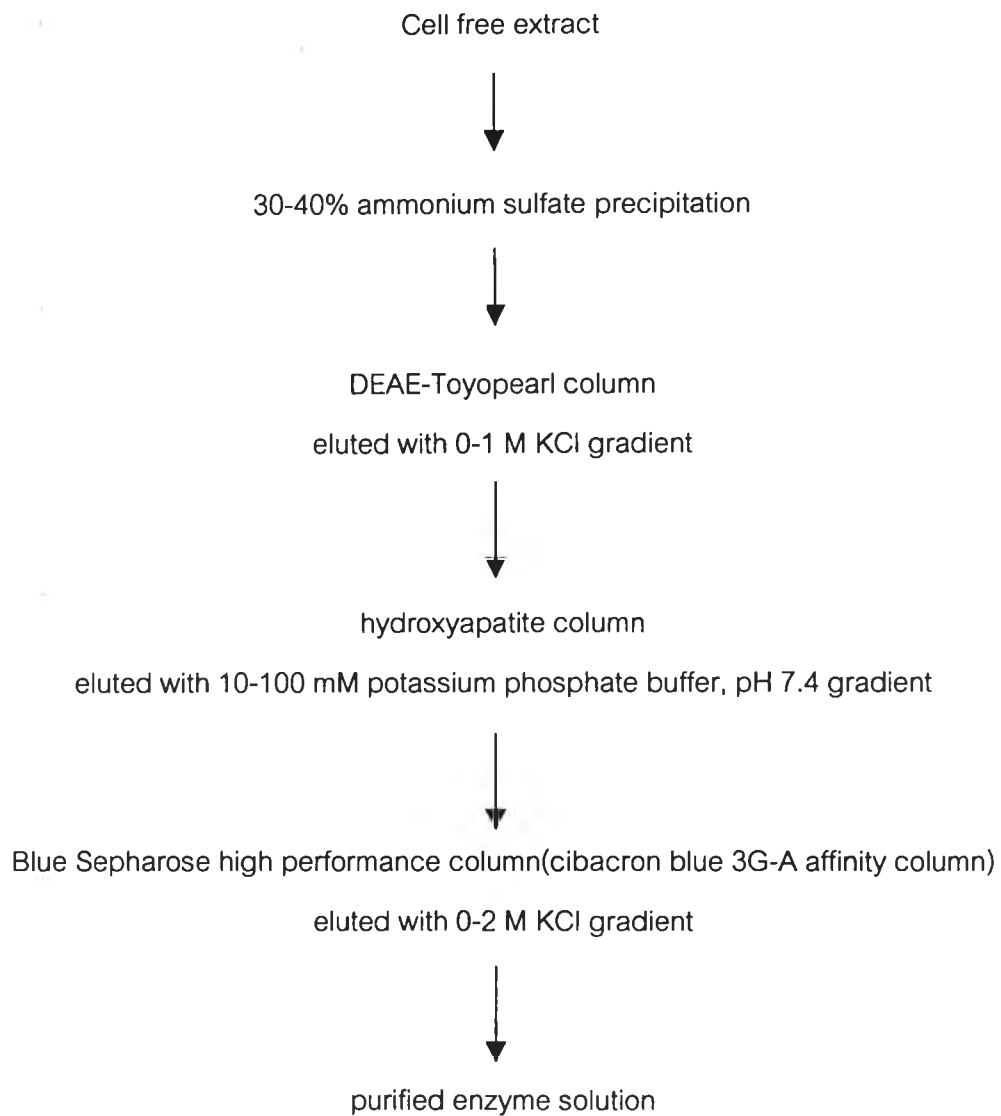 Cell free extract
30-40% ammonium sulfate precipitation
DEAE-Toyopearl column
eluted with 0-1 M KCl gradient
hydroxyapatite column
eluted with 10-100 mM potassium phosphate buffer, pH 7.4 gradient
Blue Sepharose high performance column(cibacron blue 3G-A affinity column)
eluted with 0-2 M KCl gradient
purified enzyme solution